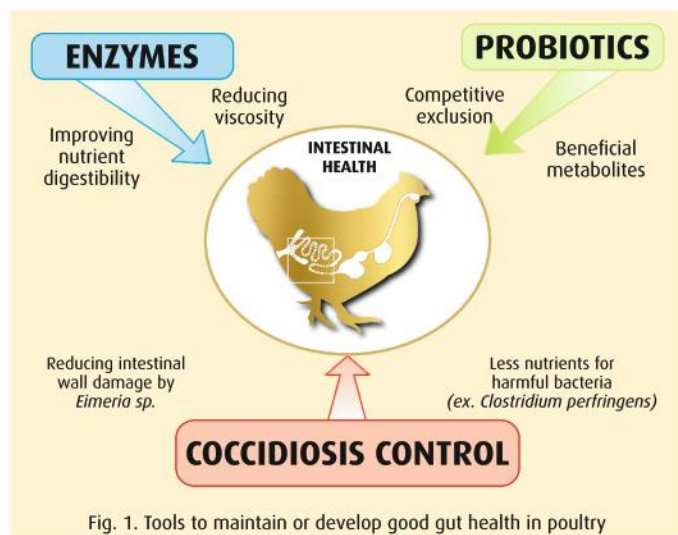 ENZYMES
PROBIOTICS
Reducing
viscosity
Competitive
exclusion
Improving
nutrient
digestibility
Beneficial
metabolites
INTESTINAL
HEALTH
Reducing intestinal
wall damage by
Eimeria sp.
Less nutrients for
harmful bacteria
(ex. Clostridium perfringens)
COCCIDIOSIS CONTROL
Fig. 1. Tools to maintain or develop good gut health in poultry